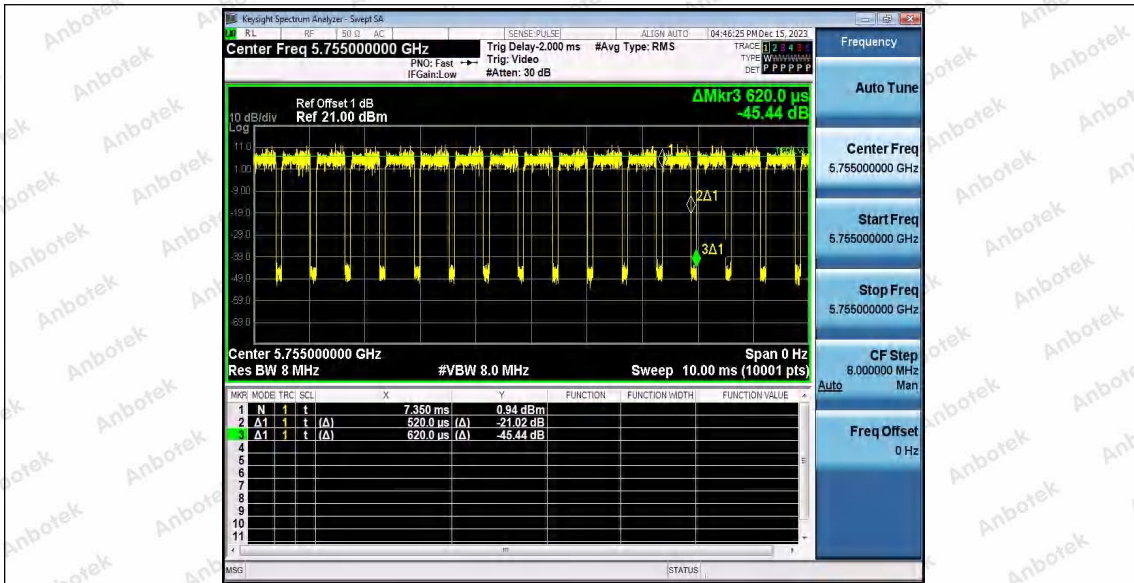 Keysight Spectrum Analyzer - Swept SA
RL RF 50 Ω AC SENSE:PULSE ALIGN AUTO 04:46:25 PM Dec 15, 2023
Center Freq 5.755000000 GHz
PNO: Fast
IFGain:Low
Trig Delay-2.000 ms
Trig: Video
#Atten: 30 dB
#Avg Type: RMS
TRACE 1 2 3 4 5 6
TYPE WWWWWW
DET P P P P P P
ΔMkr3 620.0 µs
-45.44 dB
Ref Offset 1 dB
10 dB/div Ref 21.00 dBm
Log
11.0
1.00
-9.00
-19.0
-29.0
-39.0
-49.0
-59.0
-69.0
1
2Δ1
3Δ1
Center 5.755000000 GHz Span 0 Hz
Res BW 8 MHz #VBW 8.0 MHz Sweep 10.00 ms (10001 pts)
MKR MODE TRC SCL X Y FUNCTION FUNCTION WIDTH FUNCTION VALUE
1 N 1 t 7.350 ms 0.94 dBm
2 Δ1 1 t (Δ) 520.0 µs (Δ) -21.02 dB
3 Δ1 1 t (Δ) 620.0 µs (Δ) -45.44 dB
4
5
6
7
8
9
10
11
MSG STATUS
Frequency
Auto Tune
Center Freq
5.755000000 GHz
Start Freq
5.755000000 GHz
Stop Freq
5.755000000 GHz
CF Step
8.000000 MHz
Auto Man
Freq Offset
0 Hz
Anbotek